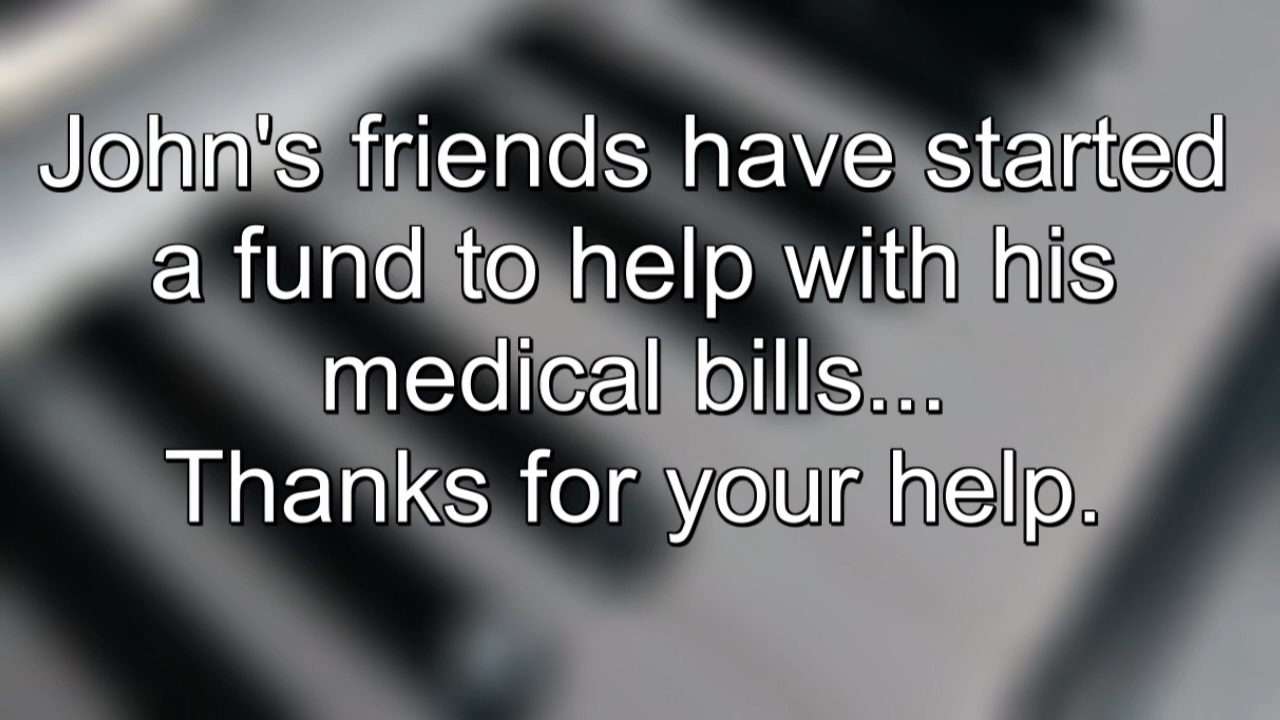 John's friends have started
a fund to help with his
medical bills...
Thanks for your help.